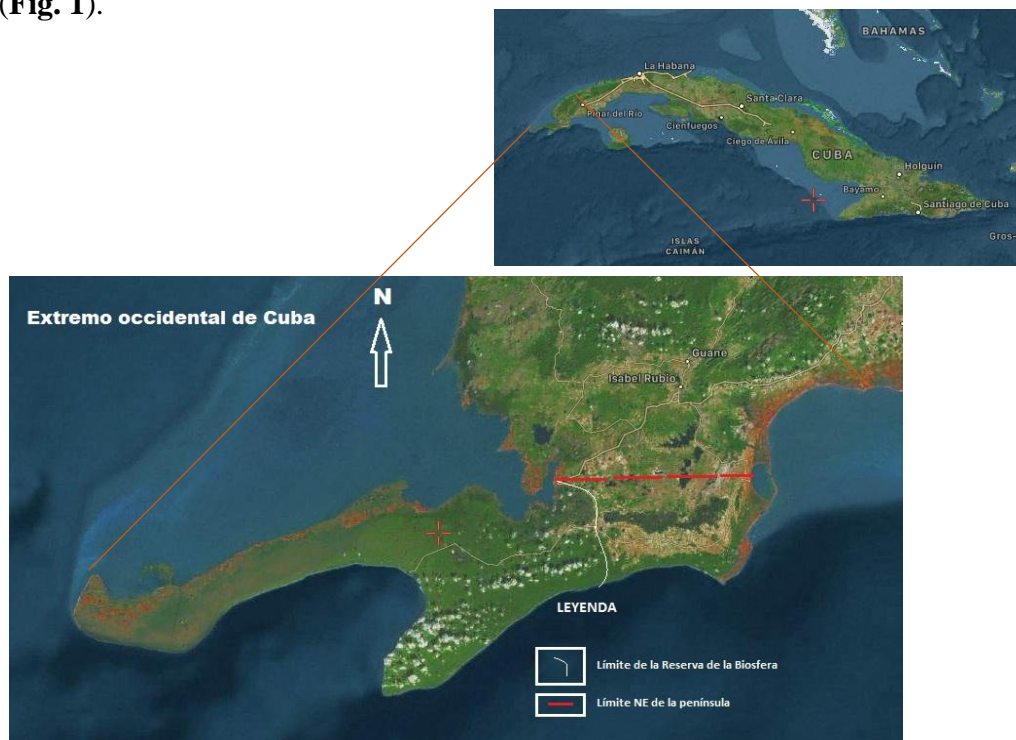 (Fig. 1).
BAHAMAS
La Habana
Pinar del Río
Santa Clara
Cienfuegos
Ciego de Ávila
CUBA
Holguín
Bayamo
Santiago de Cuba
ISLAS
CAIMÁN
Gros-
Extremo occidental de Cuba
N
Guane
Isabel Rubio
LEYENDA
Límite de la Reserva de la Biosfera
Límite NE de la península